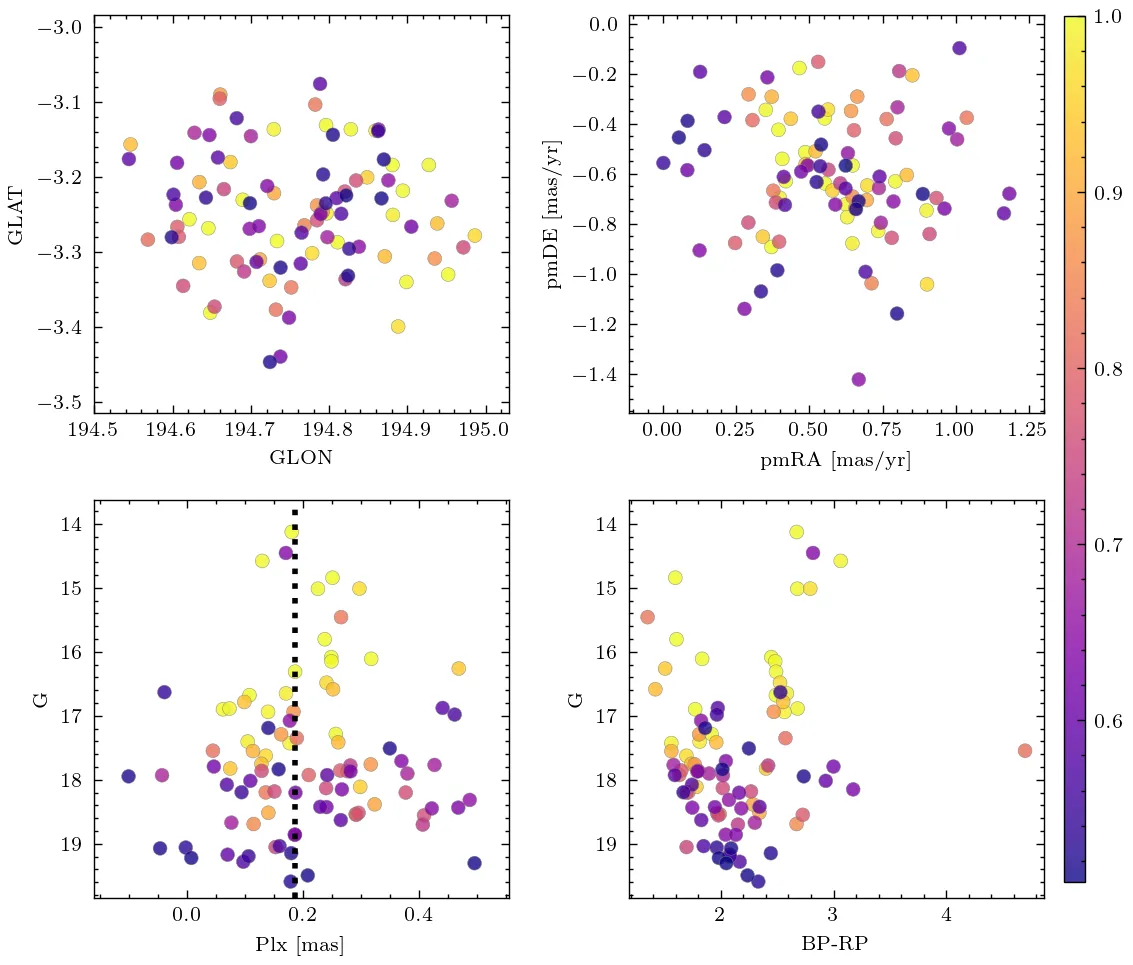 −3.0
−3.1
−3.2
−3.3
−3.4
−3.5
GLAT
194.5 194.6 194.7 194.8 194.9 195.0
GLON
0.0
−0.2
−0.4
−0.6
−0.8
−1.0
−1.2
−1.4
pmDE [mas/yr]
0.00 0.25 0.50 0.75 1.00 1.25
pmRA [mas/yr]
14
15
16
17
18
19
G
0.0 0.2 0.4
Plx [mas]
14
15
16
17
18
19
G
2 3 4
BP-RP
1.0
0.9
0.8
0.7
0.6